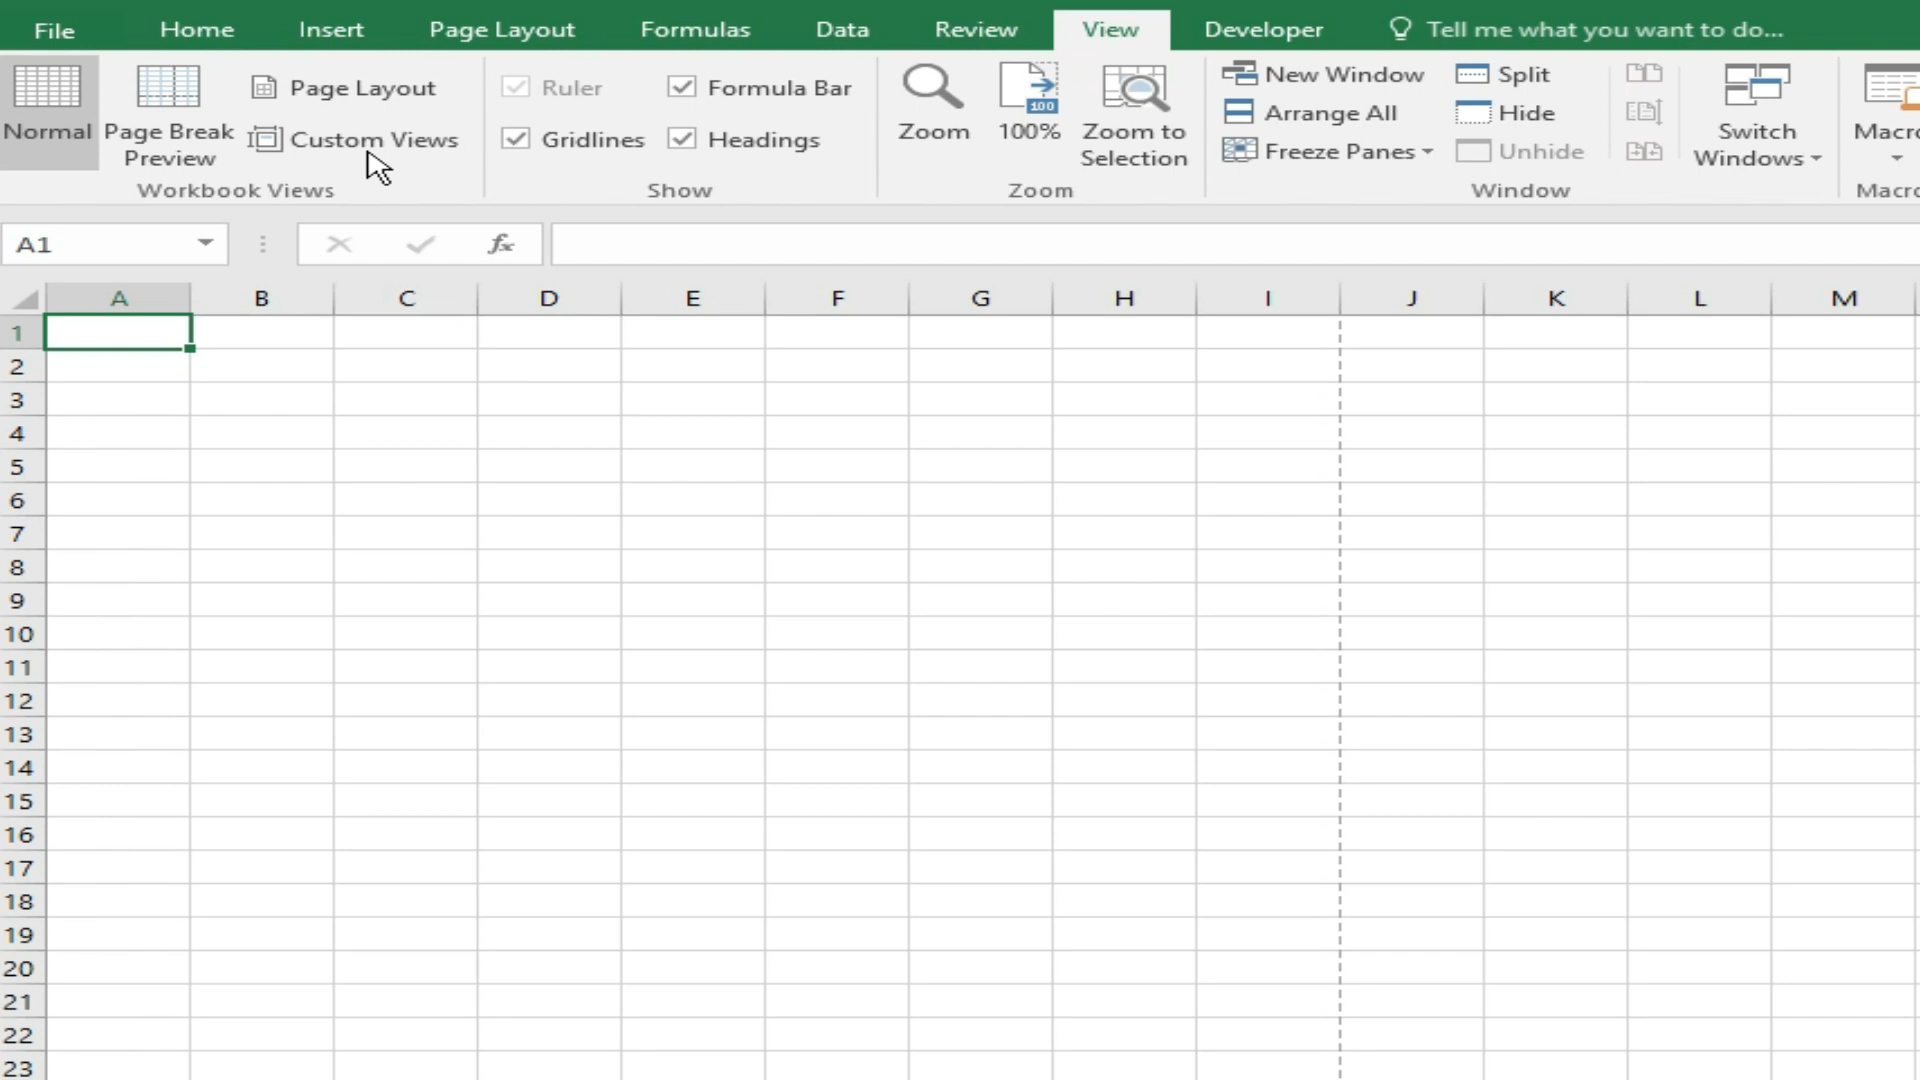 File Home Insert Page Layout Formulas Data Review View Developer Tell me what you want to do...
Normal
Page Break Preview
Page Layout
Custom Views
Workbook Views
Ruler
Formula Bar
Gridlines
Headings
Show
Zoom
100
100%
Zoom to Selection
Zoom
New Window
Arrange All
Freeze Panes
Split
Hide
Unhide
Switch Windows
Window
A1
fx
A B C D E F G H I J K L M
1
2
3
4
5
6
7
8
9
10
11
12
13
14
15
16
17
18
19
20
21
22
23